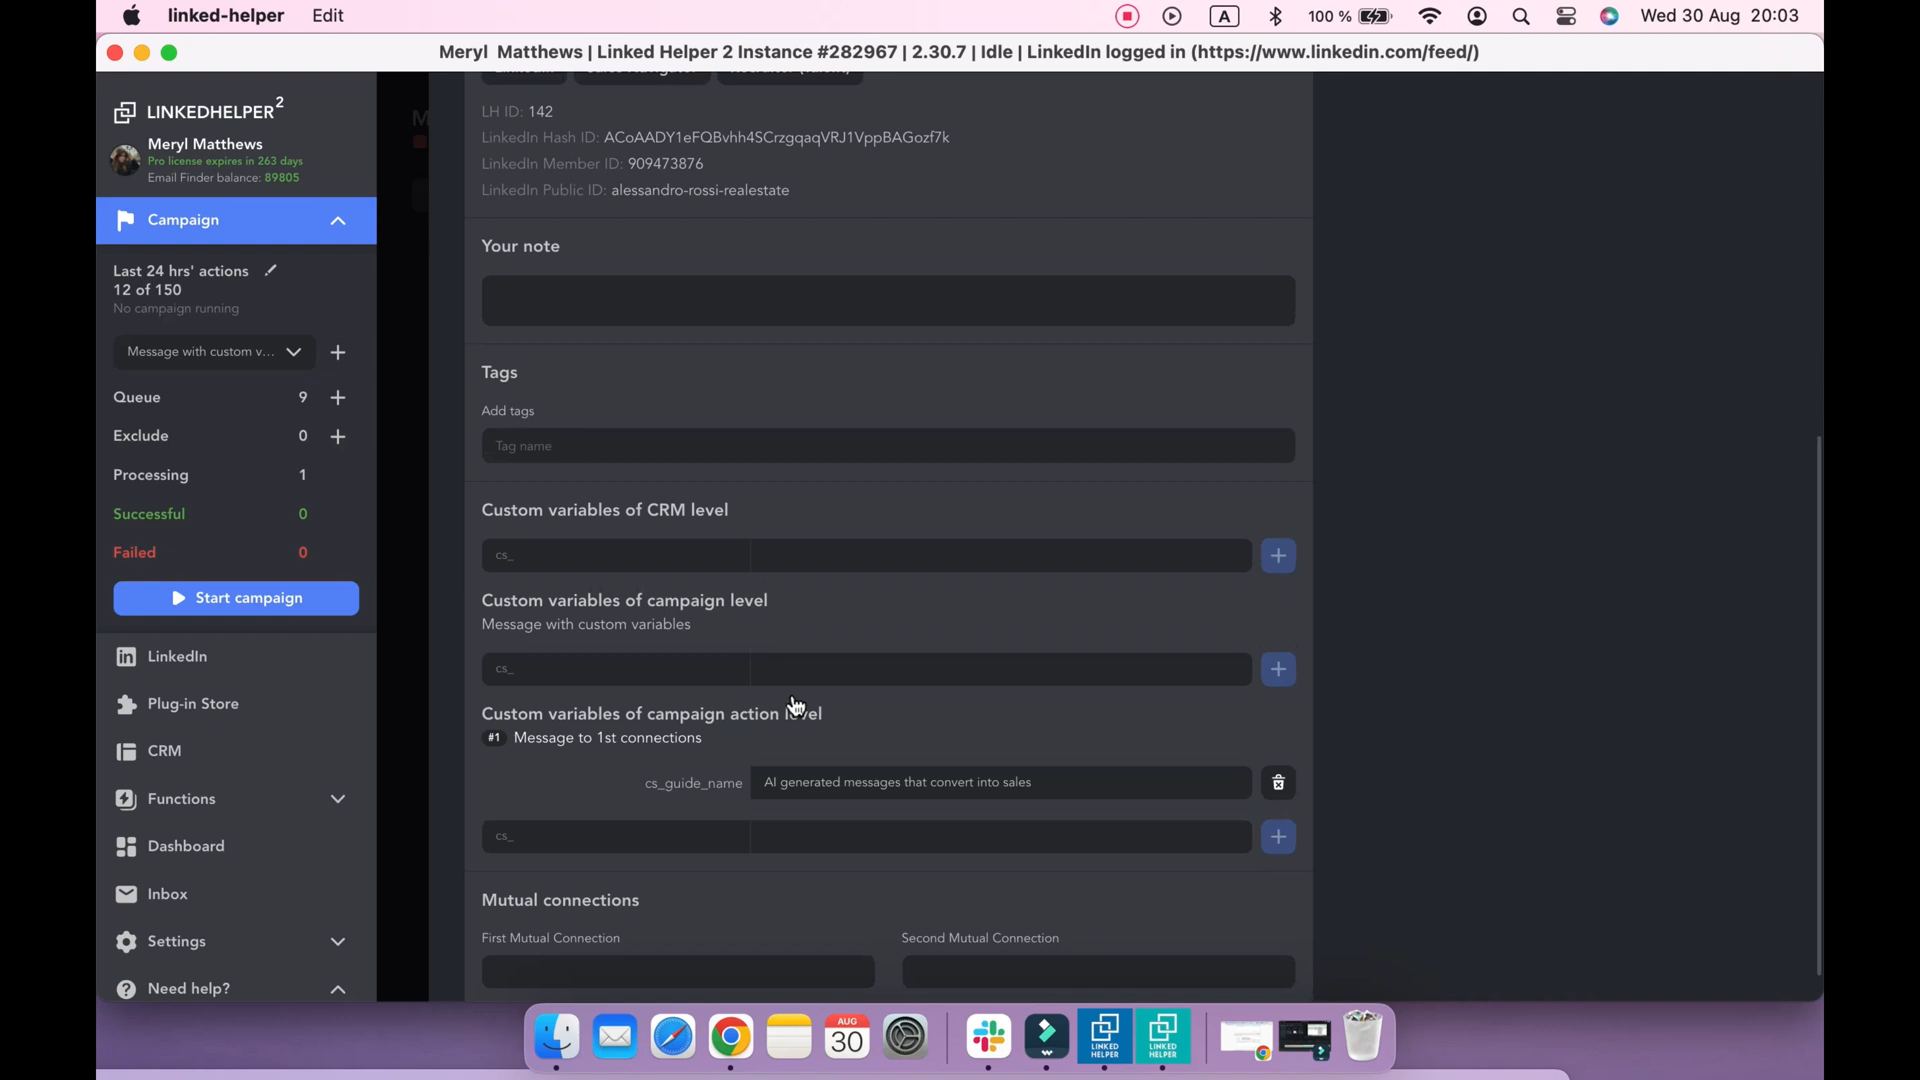 linked-helper Edit A 100 % Wed 30 Aug 20:03
Meryl Matthews | Linked Helper 2 Instance #282967 | 2.30.7 | Idle | LinkedIn logged in (https://www.linkedin.com/feed/)
LINKEDHELPER2
Meryl Matthews
Pro license expires in 263 days
Email Finder balance: 89805
Campaign
Last 24 hrs' actions
12 of 150
No campaign running
Message with custom v...
Queue 9
Exclude 0
Processing 1
Successful 0
Failed 0
Start campaign
LinkedIn
Plug-in Store
CRM
Functions
Dashboard
Inbox
Settings
Need help?
LH ID: 142
LinkedIn Hash ID: ACoAADY1eFQBvhh4SCrzgqaqVRJ1VppBAGozf7k
LinkedIn Member ID: 909473876
LinkedIn Public ID: alessandro-rossi-realestate
Your note
Tags
Add tags
Tag name
Custom variables of CRM level
cs_
Custom variables of campaign level
Message with custom variables
cs_
Custom variables of campaign action level
#1 Message to 1st connections
cs_guide_name AI generated messages that convert into sales
cs_
Mutual connections
First Mutual Connection Second Mutual Connection
AUG
30
LINKED
HELPER
LINKED
HELPER